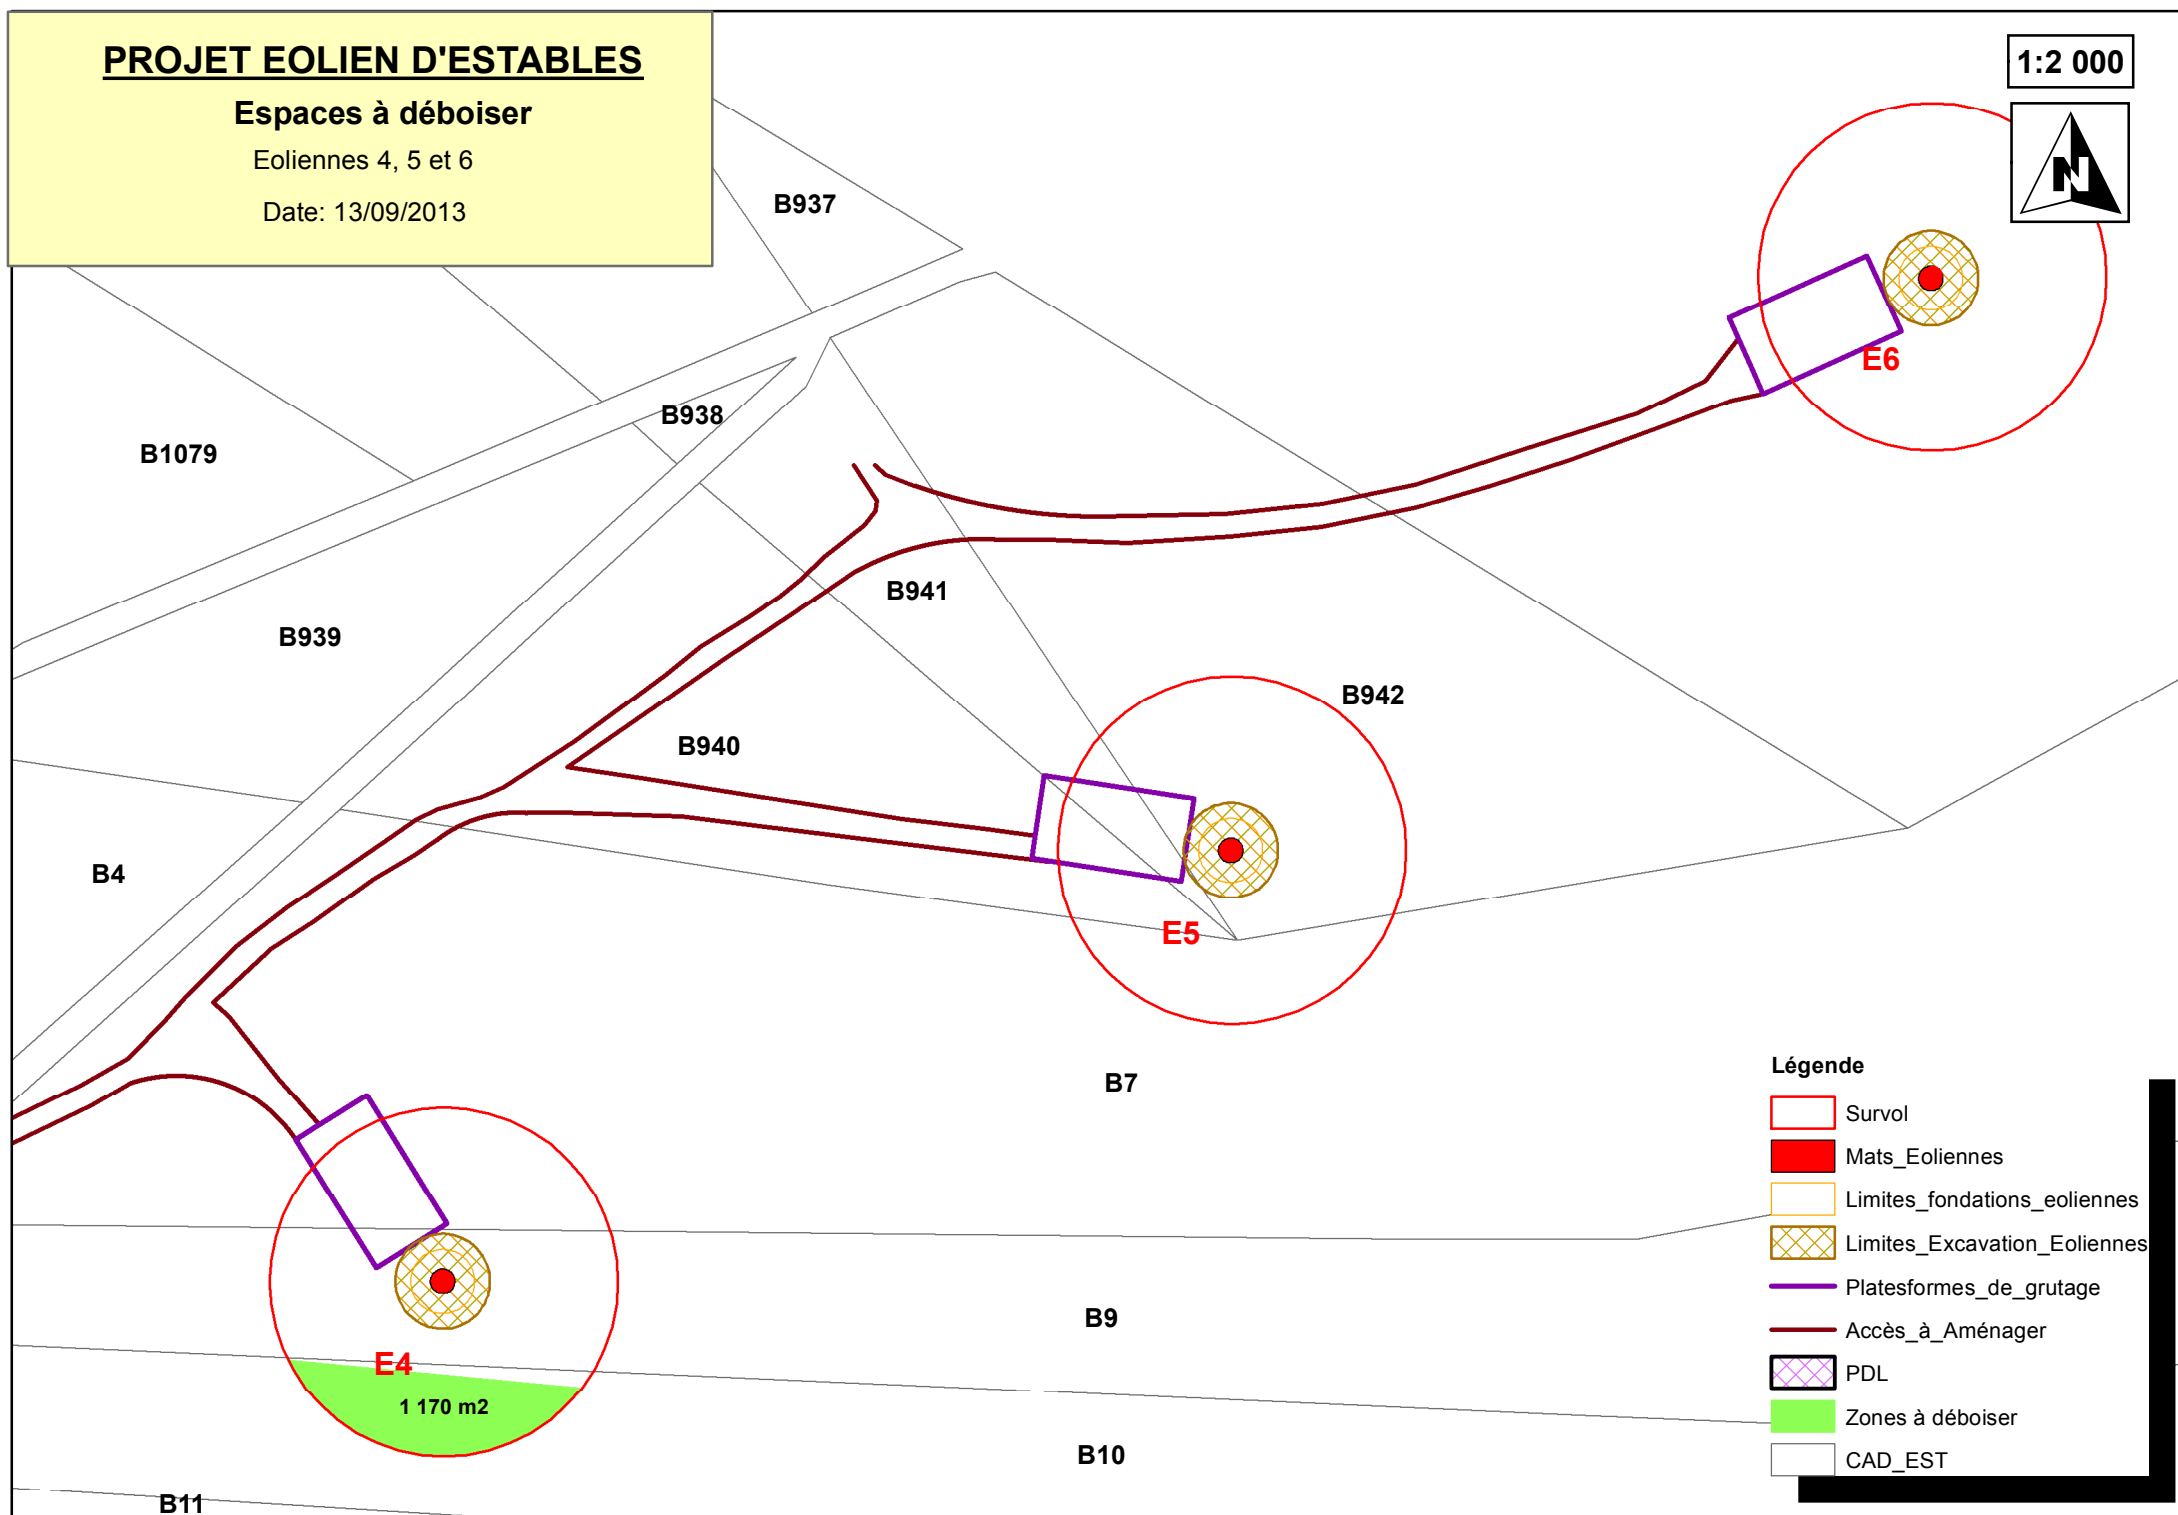 PROJET EOLIEN D'ESTABLES
Espaces à déboiser
Eoliennes 4, 5 et 6
Date: 13/09/2013
1:2 000
N
B937
E6
B938
B1079
B941
B939
B942
B940
B4
E5
B7
B9
E4
1 170 m2
B10
B11
Légende
Survol
Mats_Eoliennes
Limites_fondations_eoliennes
Limites_Excavation_Eoliennes
Platesformes_de_grutage
Accès_à_Aménager
PDL
Zones à déboiser
CAD_EST